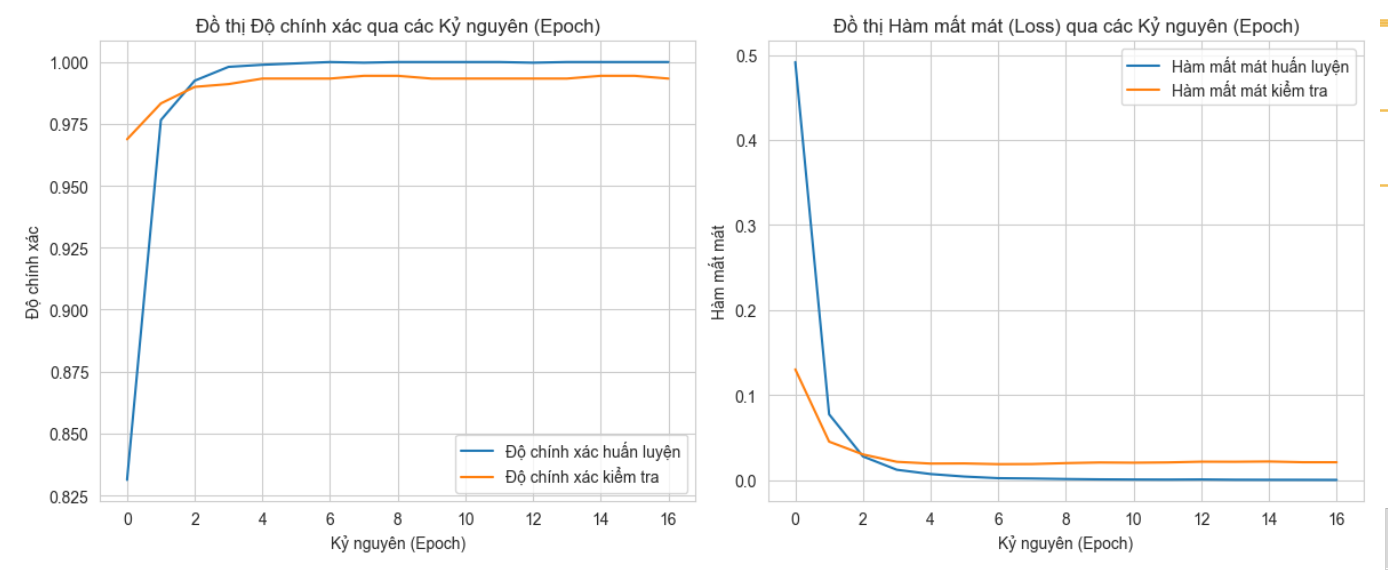 Đồ thị Độ chính xác qua các Kỷ nguyên (Epoch)
1.000
0.975
0.950
0.925
0.900
0.875
0.850
0.825
Độ chính xác
0 2 4 6 8 10 12 14 16
Kỷ nguyên (Epoch)
Độ chính xác huấn luyện
Độ chính xác kiểm tra
Đồ thị Hàm mất mát (Loss) qua các Kỷ nguyên (Epoch)
0.5
0.4
0.3
0.2
0.1
0.0
Hàm mất mát
0 2 4 6 8 10 12 14 16
Kỷ nguyên (Epoch)
Hàm mất mát huấn luyện
Hàm mất mát kiểm tra